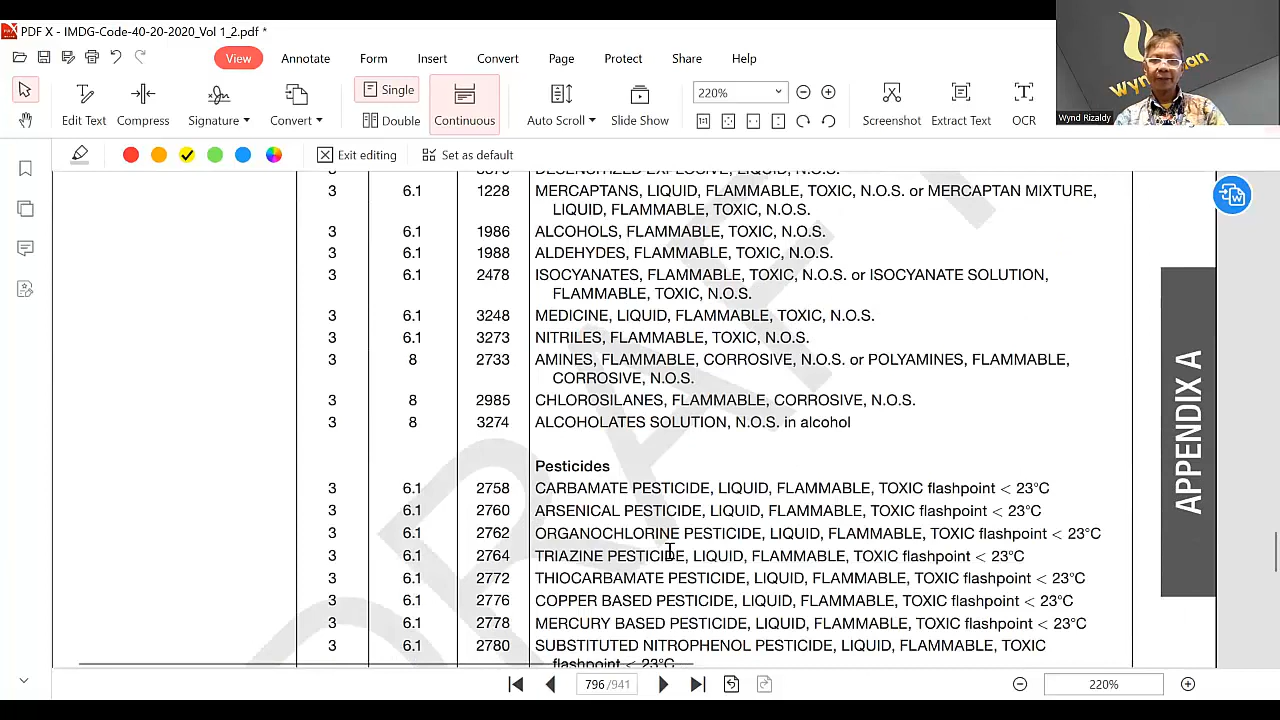 PDF X - IMDG-Code-40-20-2020_Vol 1_2.pdf *
View Annotate Form Insert Convert Page Protect Share Help
Edit Text Compress Signature Convert Single Double Continuous Auto Scroll Slide Show 220% Screenshot Extract Text OCR
Exit editing Set as default
Wynd Rizaldy
3 6.1 1228 MERCAPTANS, LIQUID, FLAMMABLE, TOXIC, N.O.S. or MERCAPTAN MIXTURE,
LIQUID, FLAMMABLE, TOXIC, N.O.S.
3 6.1 1986 ALCOHOLS, FLAMMABLE, TOXIC, N.O.S.
3 6.1 1988 ALDEHYDES, FLAMMABLE, TOXIC, N.O.S.
3 6.1 2478 ISOCYANATES, FLAMMABLE, TOXIC, N.O.S. or ISOCYANATE SOLUTION,
FLAMMABLE, TOXIC, N.O.S.
3 6.1 3248 MEDICINE, LIQUID, FLAMMABLE, TOXIC, N.O.S.
3 6.1 3273 NITRILES, FLAMMABLE, TOXIC, N.O.S.
3 8 2733 AMINES, FLAMMABLE, CORROSIVE, N.O.S. or POLYAMINES, FLAMMABLE,
CORROSIVE, N.O.S.
3 8 2985 CHLOROSILANES, FLAMMABLE, CORROSIVE, N.O.S.
3 8 3274 ALCOHOLATES SOLUTION, N.O.S. in alcohol
Pesticides
3 6.1 2758 CARBAMATE PESTICIDE, LIQUID, FLAMMABLE, TOXIC flashpoint < 23°C
3 6.1 2760 ARSENICAL PESTICIDE, LIQUID, FLAMMABLE, TOXIC flashpoint < 23°C
3 6.1 2762 ORGANOCHLORINE PESTICIDE, LIQUID, FLAMMABLE, TOXIC flashpoint < 23°C
3 6.1 2764 TRIAZINE PESTICIDE, LIQUID, FLAMMABLE, TOXIC flashpoint < 23°C
3 6.1 2772 THIOCARBAMATE PESTICIDE, LIQUID, FLAMMABLE, TOXIC flashpoint < 23°C
3 6.1 2776 COPPER BASED PESTICIDE, LIQUID, FLAMMABLE, TOXIC flashpoint < 23°C
3 6.1 2778 MERCURY BASED PESTICIDE, LIQUID, FLAMMABLE, TOXIC flashpoint < 23°C
3 6.1 2780 SUBSTITUTED NITROPHENOL PESTICIDE, LIQUID, FLAMMABLE, TOXIC
flashpoint < 23°C
APPENDIX A
796 /941
220%